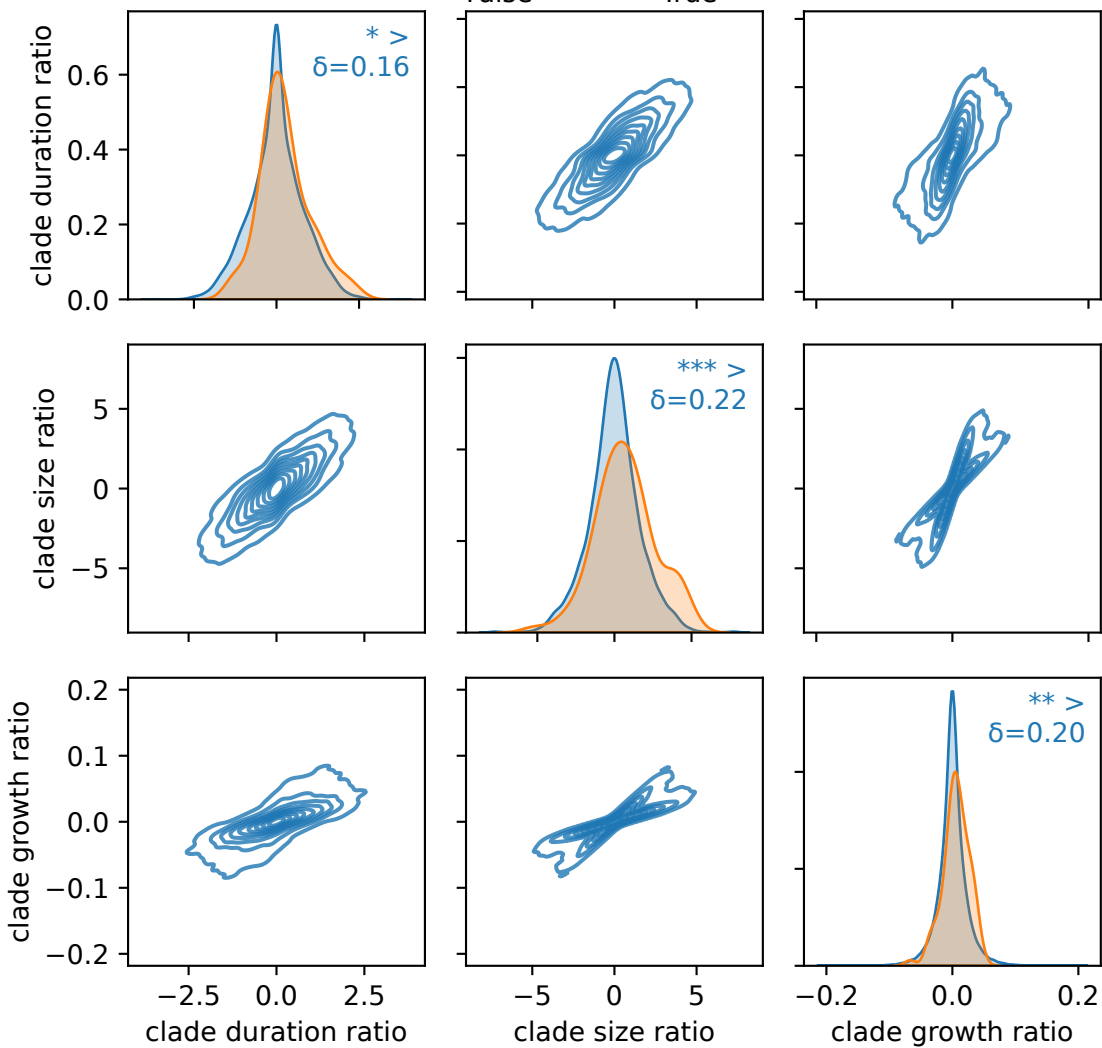 * >
δ=0.16
clade duration ratio
0.6
0.4
0.2
0.0
*** >
δ=0.22
clade size ratio
5
0
−5
** >
δ=0.20
clade growth ratio
0.2
0.1
0.0
−0.1
−0.2
−2.5 0.0 2.5
−5 0 5
−0.2 0.0 0.2
clade duration ratio
clade size ratio
clade growth ratio